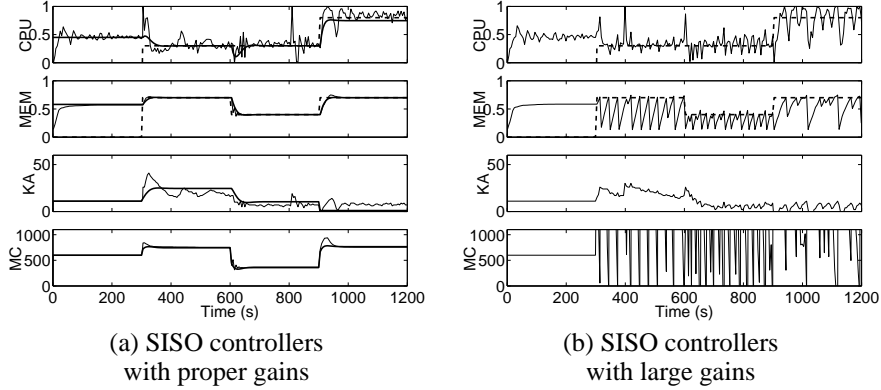 1
0.5
0
CPU
1
0.5
0
MEM
50
0
KA
1000
500
0
MC
0 200 400 600 800 1000 1200
Time (s)
(a) SISO controllers
with proper gains
1
0.5
0
CPU
1
0.5
0
MEM
50
0
KA
1000
500
0
MC
0 200 400 600 800 1000 1200
Time (s)
(b) SISO controllers
with large gains